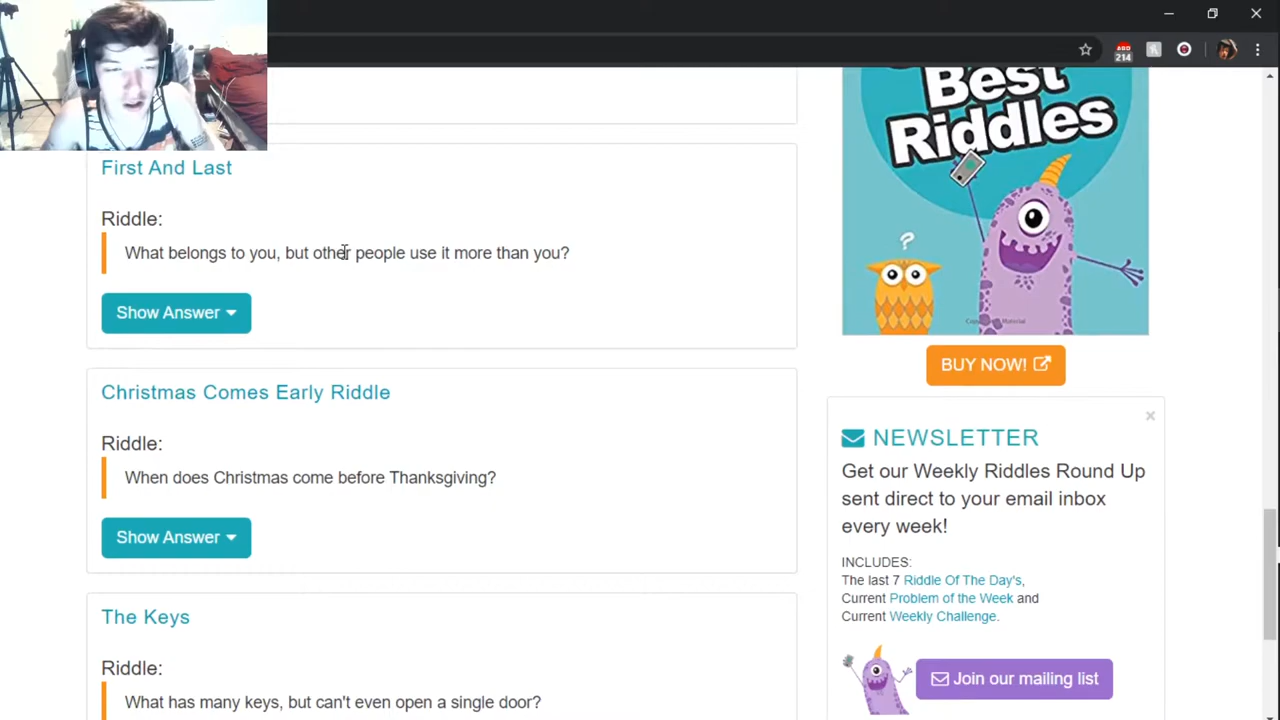 ABD
214
First And Last
Riddle:
What belongs to you, but other people use it more than you?
Show Answer
Christmas Comes Early Riddle
Riddle:
When does Christmas come before Thanksgiving?
Show Answer
The Keys
Riddle:
What has many keys, but can't even open a single door?
Best
Riddles
?
Copyrighted Material
BUY NOW!
×
NEWSLETTER
Get our Weekly Riddles Round Up
sent direct to your email inbox
every week!
INCLUDES:
The last 7 Riddle Of The Day's,
Current Problem of the Week and
Current Weekly Challenge.
Join our mailing list